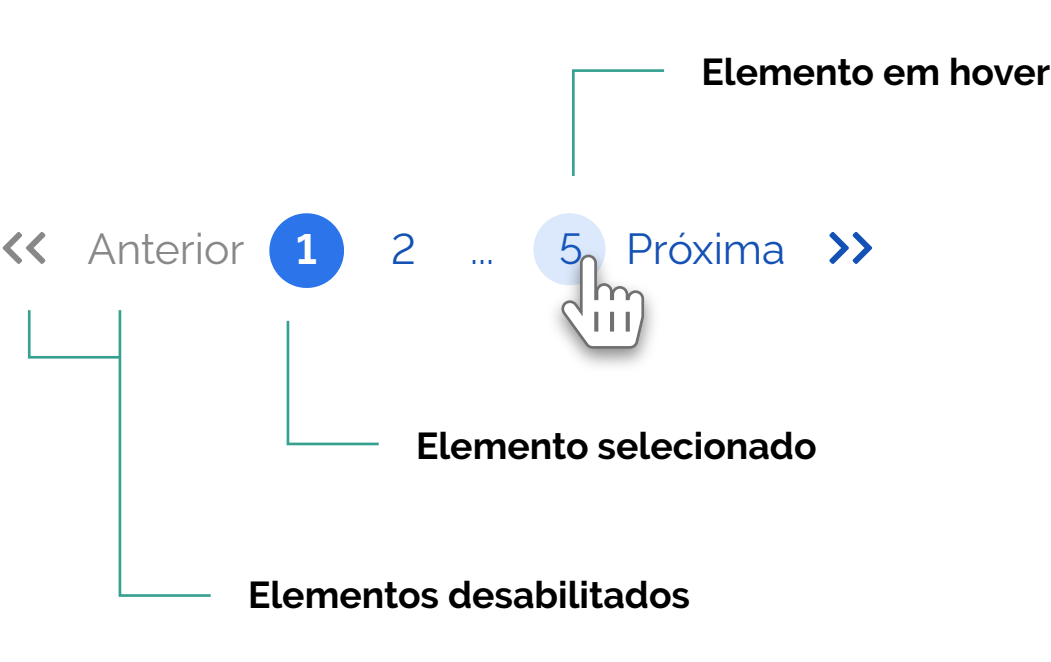 Elemento em hover
<< Anterior 1 2 ... 5 Próxima >>
Elemento selecionado
Elementos desabilitados